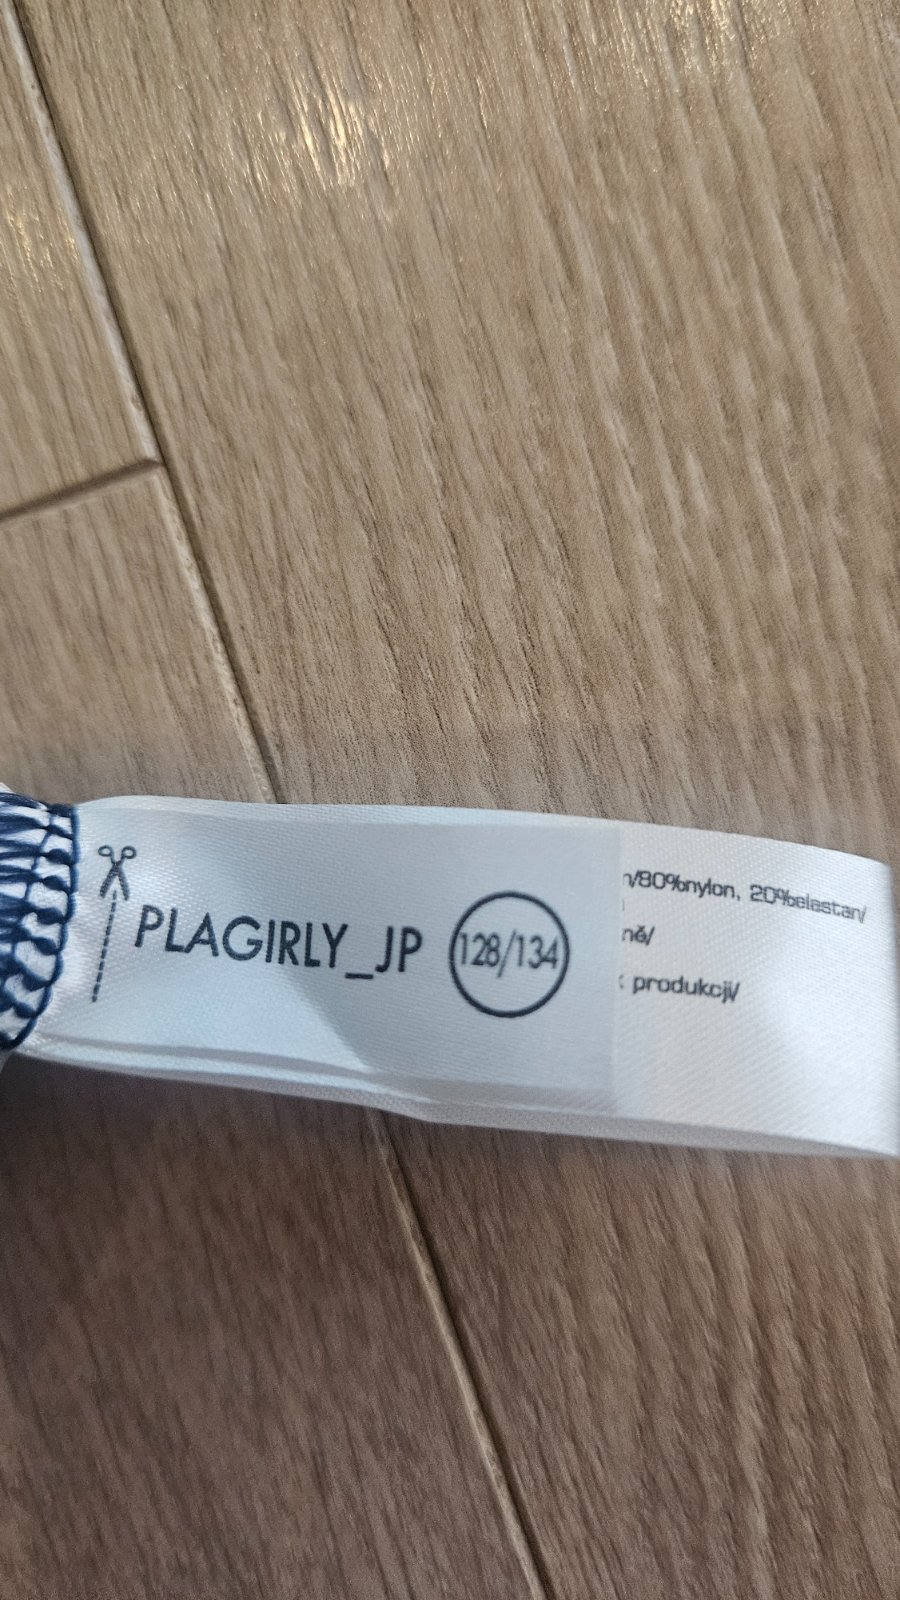 PLAGIRLY_JP 128/134
/80%nylon, 20%elastan/
ně/
produkcji/